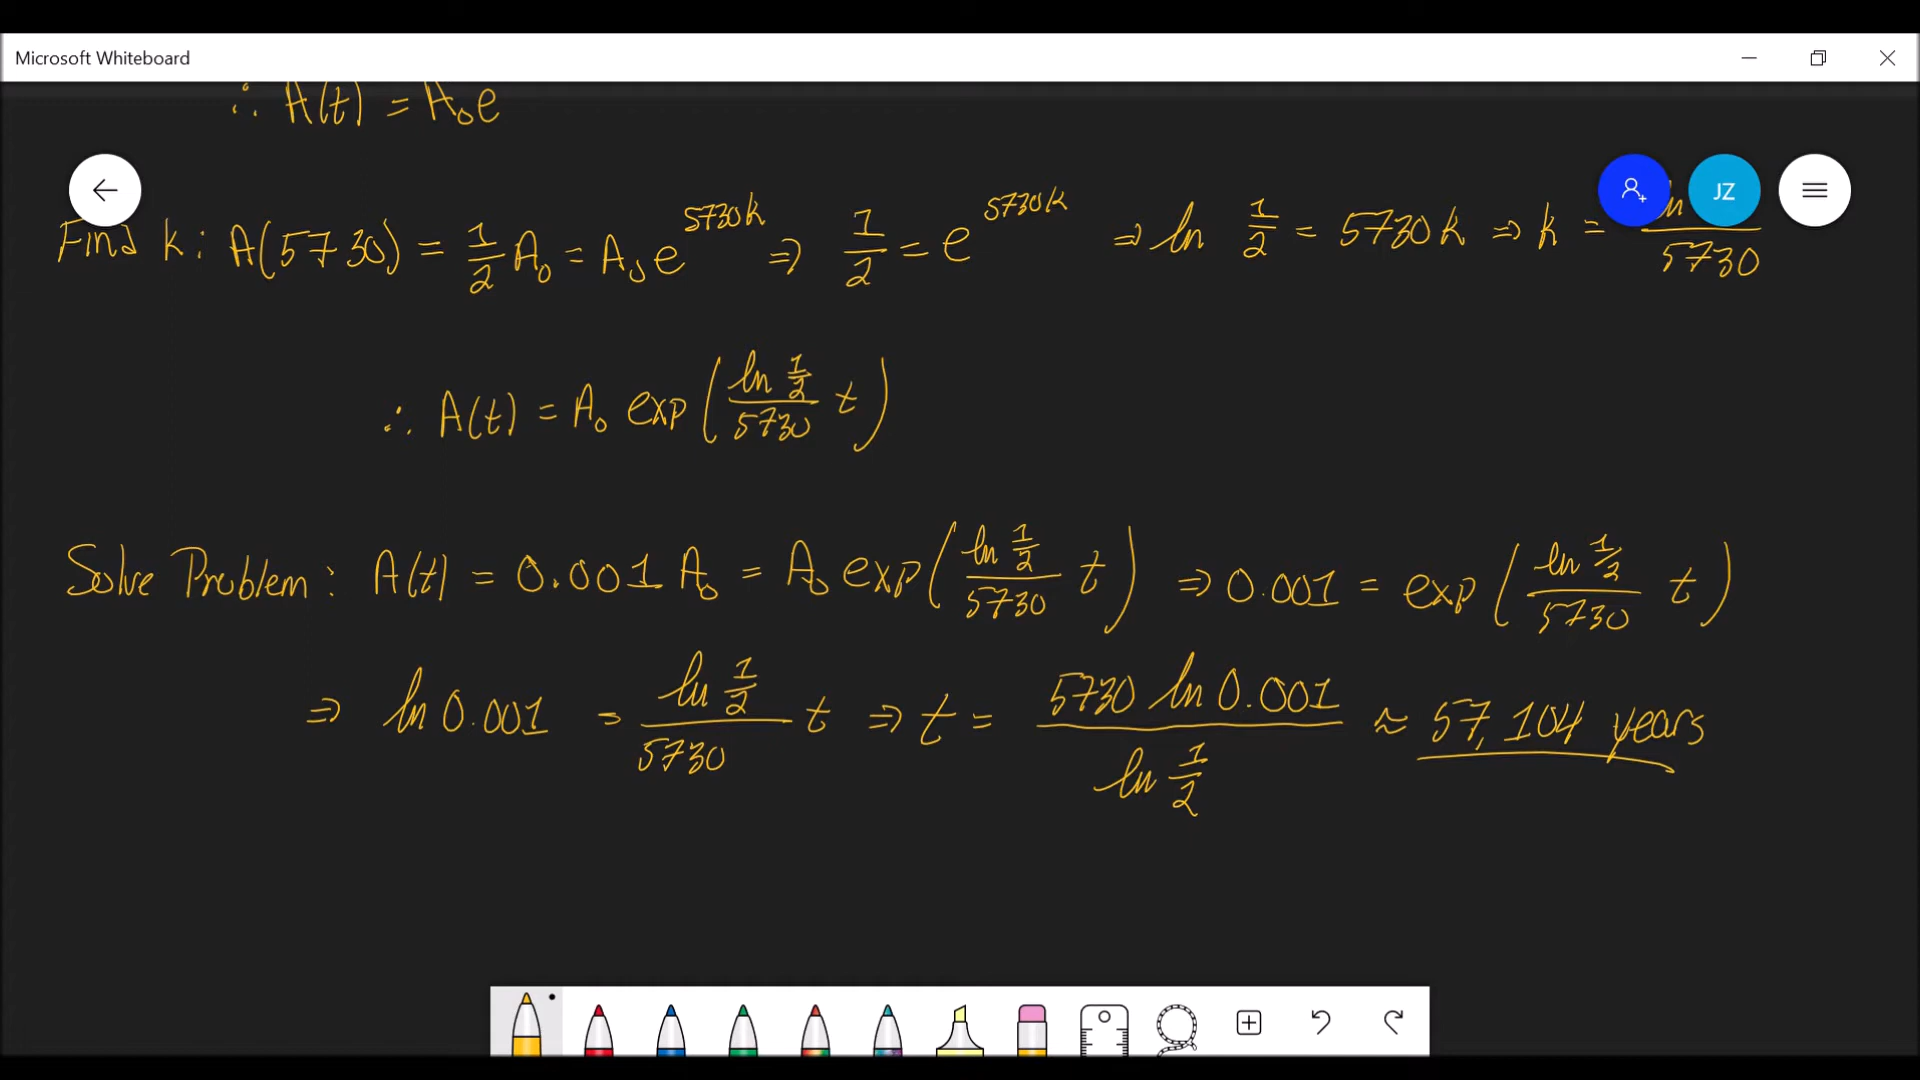 Microsoft Whiteboard
∴ A(t) = A₀e
JZ
Find k: A(5730) = 1/2 A₀ = A₀e^(5730k) ⇒ 1/2 = e^(5730k) ⇒ ln 1/2 = 5730k ⇒ k = ln/5730
∴ A(t) = A₀ exp(ln 1/2 / 5730 t)
Solve Problem: A(t) = 0.001 A₀ = A₀ exp(ln 1/2 / 5730 t) ⇒ 0.001 = exp(ln 1/2 / 5730 t)
⇒ ln 0.001 = ln 1/2 / 5730 t ⇒ t = 5730 ln 0.001 / ln 1/2 ≈ 57,104 years